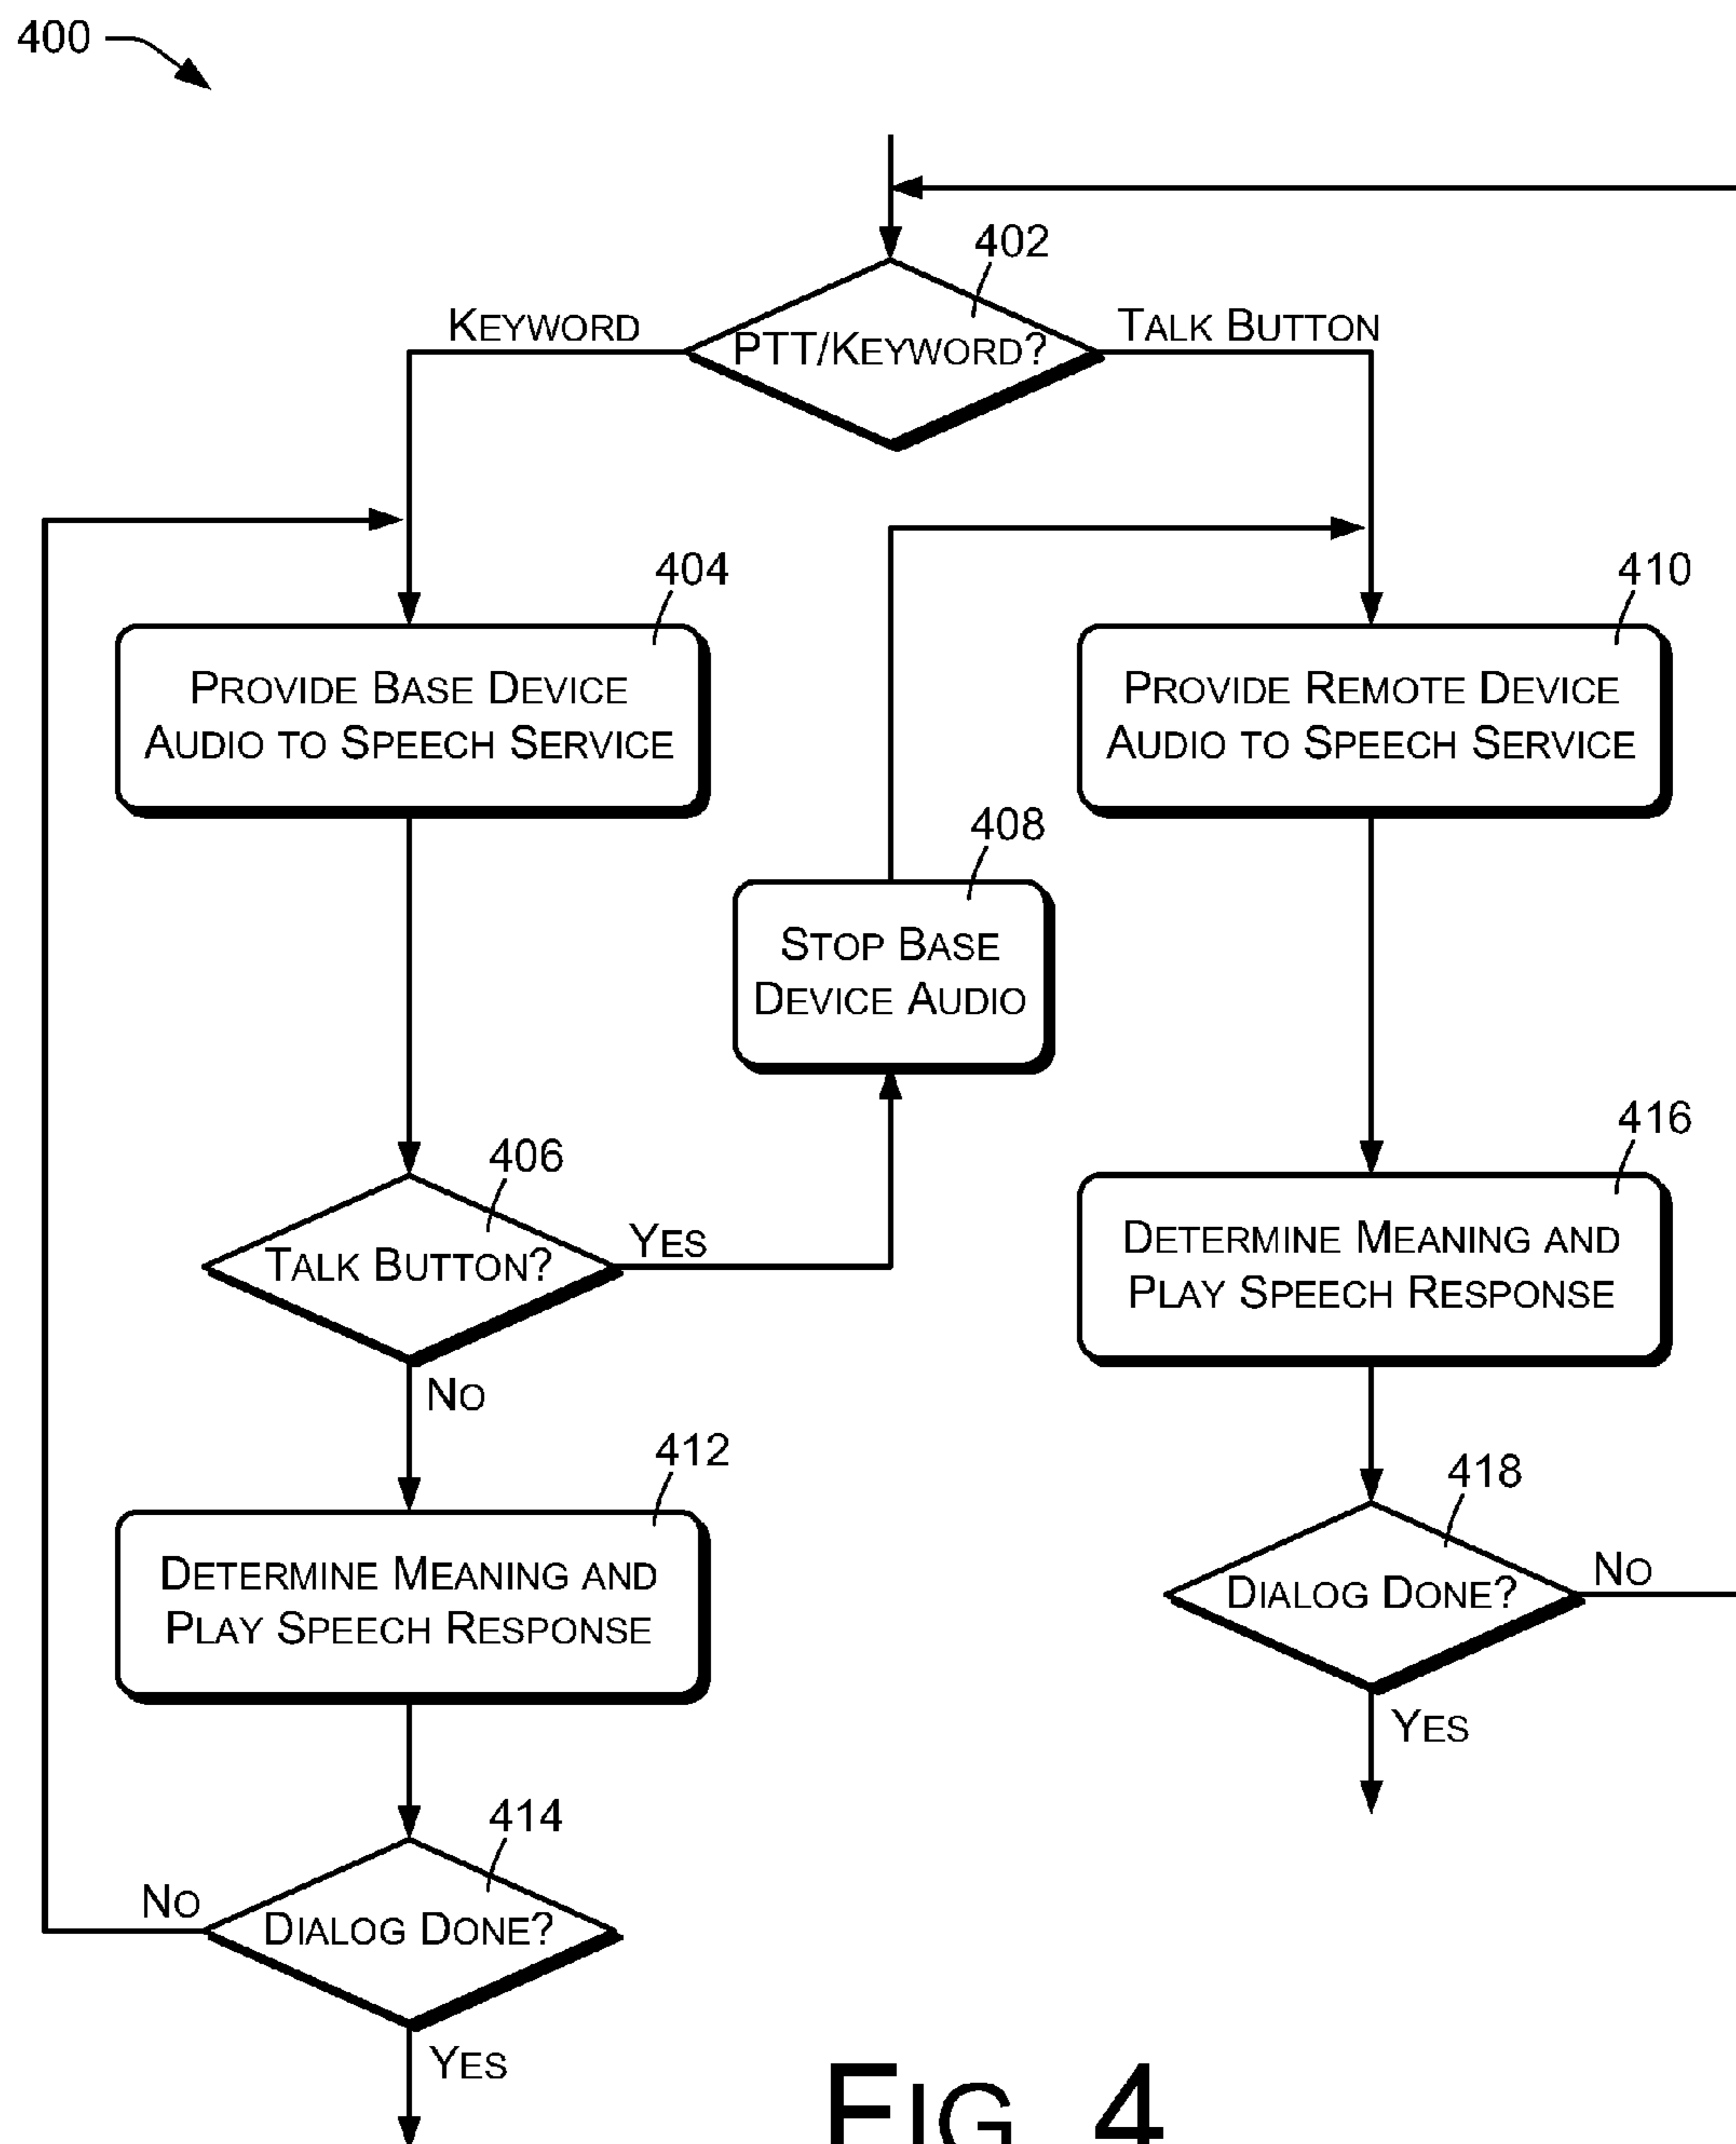 400
402
KEYWORD
PTT/KEYWORD?
TALK BUTTON
404
PROVIDE BASE DEVICE
AUDIO TO SPEECH SERVICE
410
PROVIDE REMOTE DEVICE
AUDIO TO SPEECH SERVICE
408
STOP BASE
DEVICE AUDIO
406
TALK BUTTON?
YES
NO
416
DETERMINE MEANING AND
PLAY SPEECH RESPONSE
412
DETERMINE MEANING AND
PLAY SPEECH RESPONSE
418
DIALOG DONE?
NO
YES
414
DIALOG DONE?
NO
YES
FIG. 4